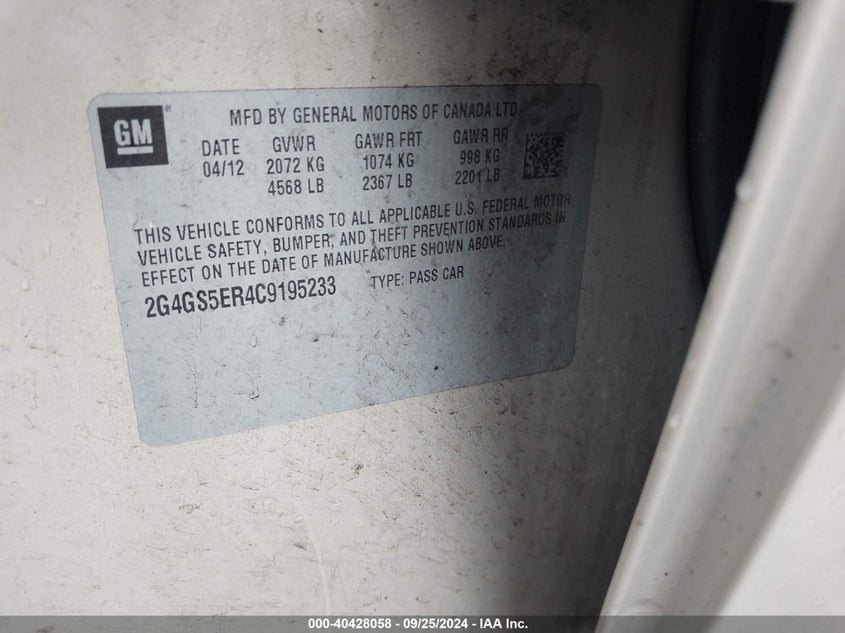 GM ®
MFD BY GENERAL MOTORS OF CANADA LTD.
DATE GVWR GAWR FRT GAWR RR
04/12 2072 KG 1074 KG 998 KG
4568 LB 2367 LB 2201 LB
THIS VEHICLE CONFORMS TO ALL APPLICABLE U.S. FEDERAL MOTOR
VEHICLE SAFETY, BUMPER, AND THEFT PREVENTION STANDARDS IN
EFFECT ON THE DATE OF MANUFACTURE SHOWN ABOVE.
2G4GS5ER4C9195233 TYPE: PASS CAR
000-40428058 - 09/25/2024 - IAA Inc.